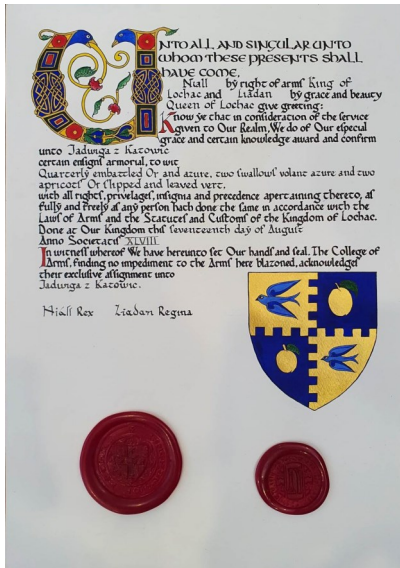 UNTO ALL AND SINGULAR UNTO
WHOM THESE PRESENTS SHALL
HAVE COME,
Niall by right of arms King of
Lochac and Liadan by grace and beauty
Queen of Lochac give greeting:
Know ye that in consideration of the service
given to Our Realm, We do of Our especial
grace and certain knowledge award and confirm
unto Jadwiga z Katowic
certain ensigns armorial, to wit
Quarterly embattled Or and azure, two swallows volant azure and two
apricots Or slipped and leaved vert,
with all rights, privelages, insignia and precedence apertaining thereto, as
fully and freely as any person hath done the same in accordance with the
Laws of Arms and the Statutes and Customs of the Kingdom of Lochac.
Done at Our Kingdom this seventeenth day of August
Anno Societatis XLVIII.
In witness whereof We have hereunto set Our hands and seal. The College of
Arms, finding no impediment to the Arms here blazoned, acknowledges
their exclusive assignment unto
Jadwiga z Katowic.
Niáll Rex Liadan Regina